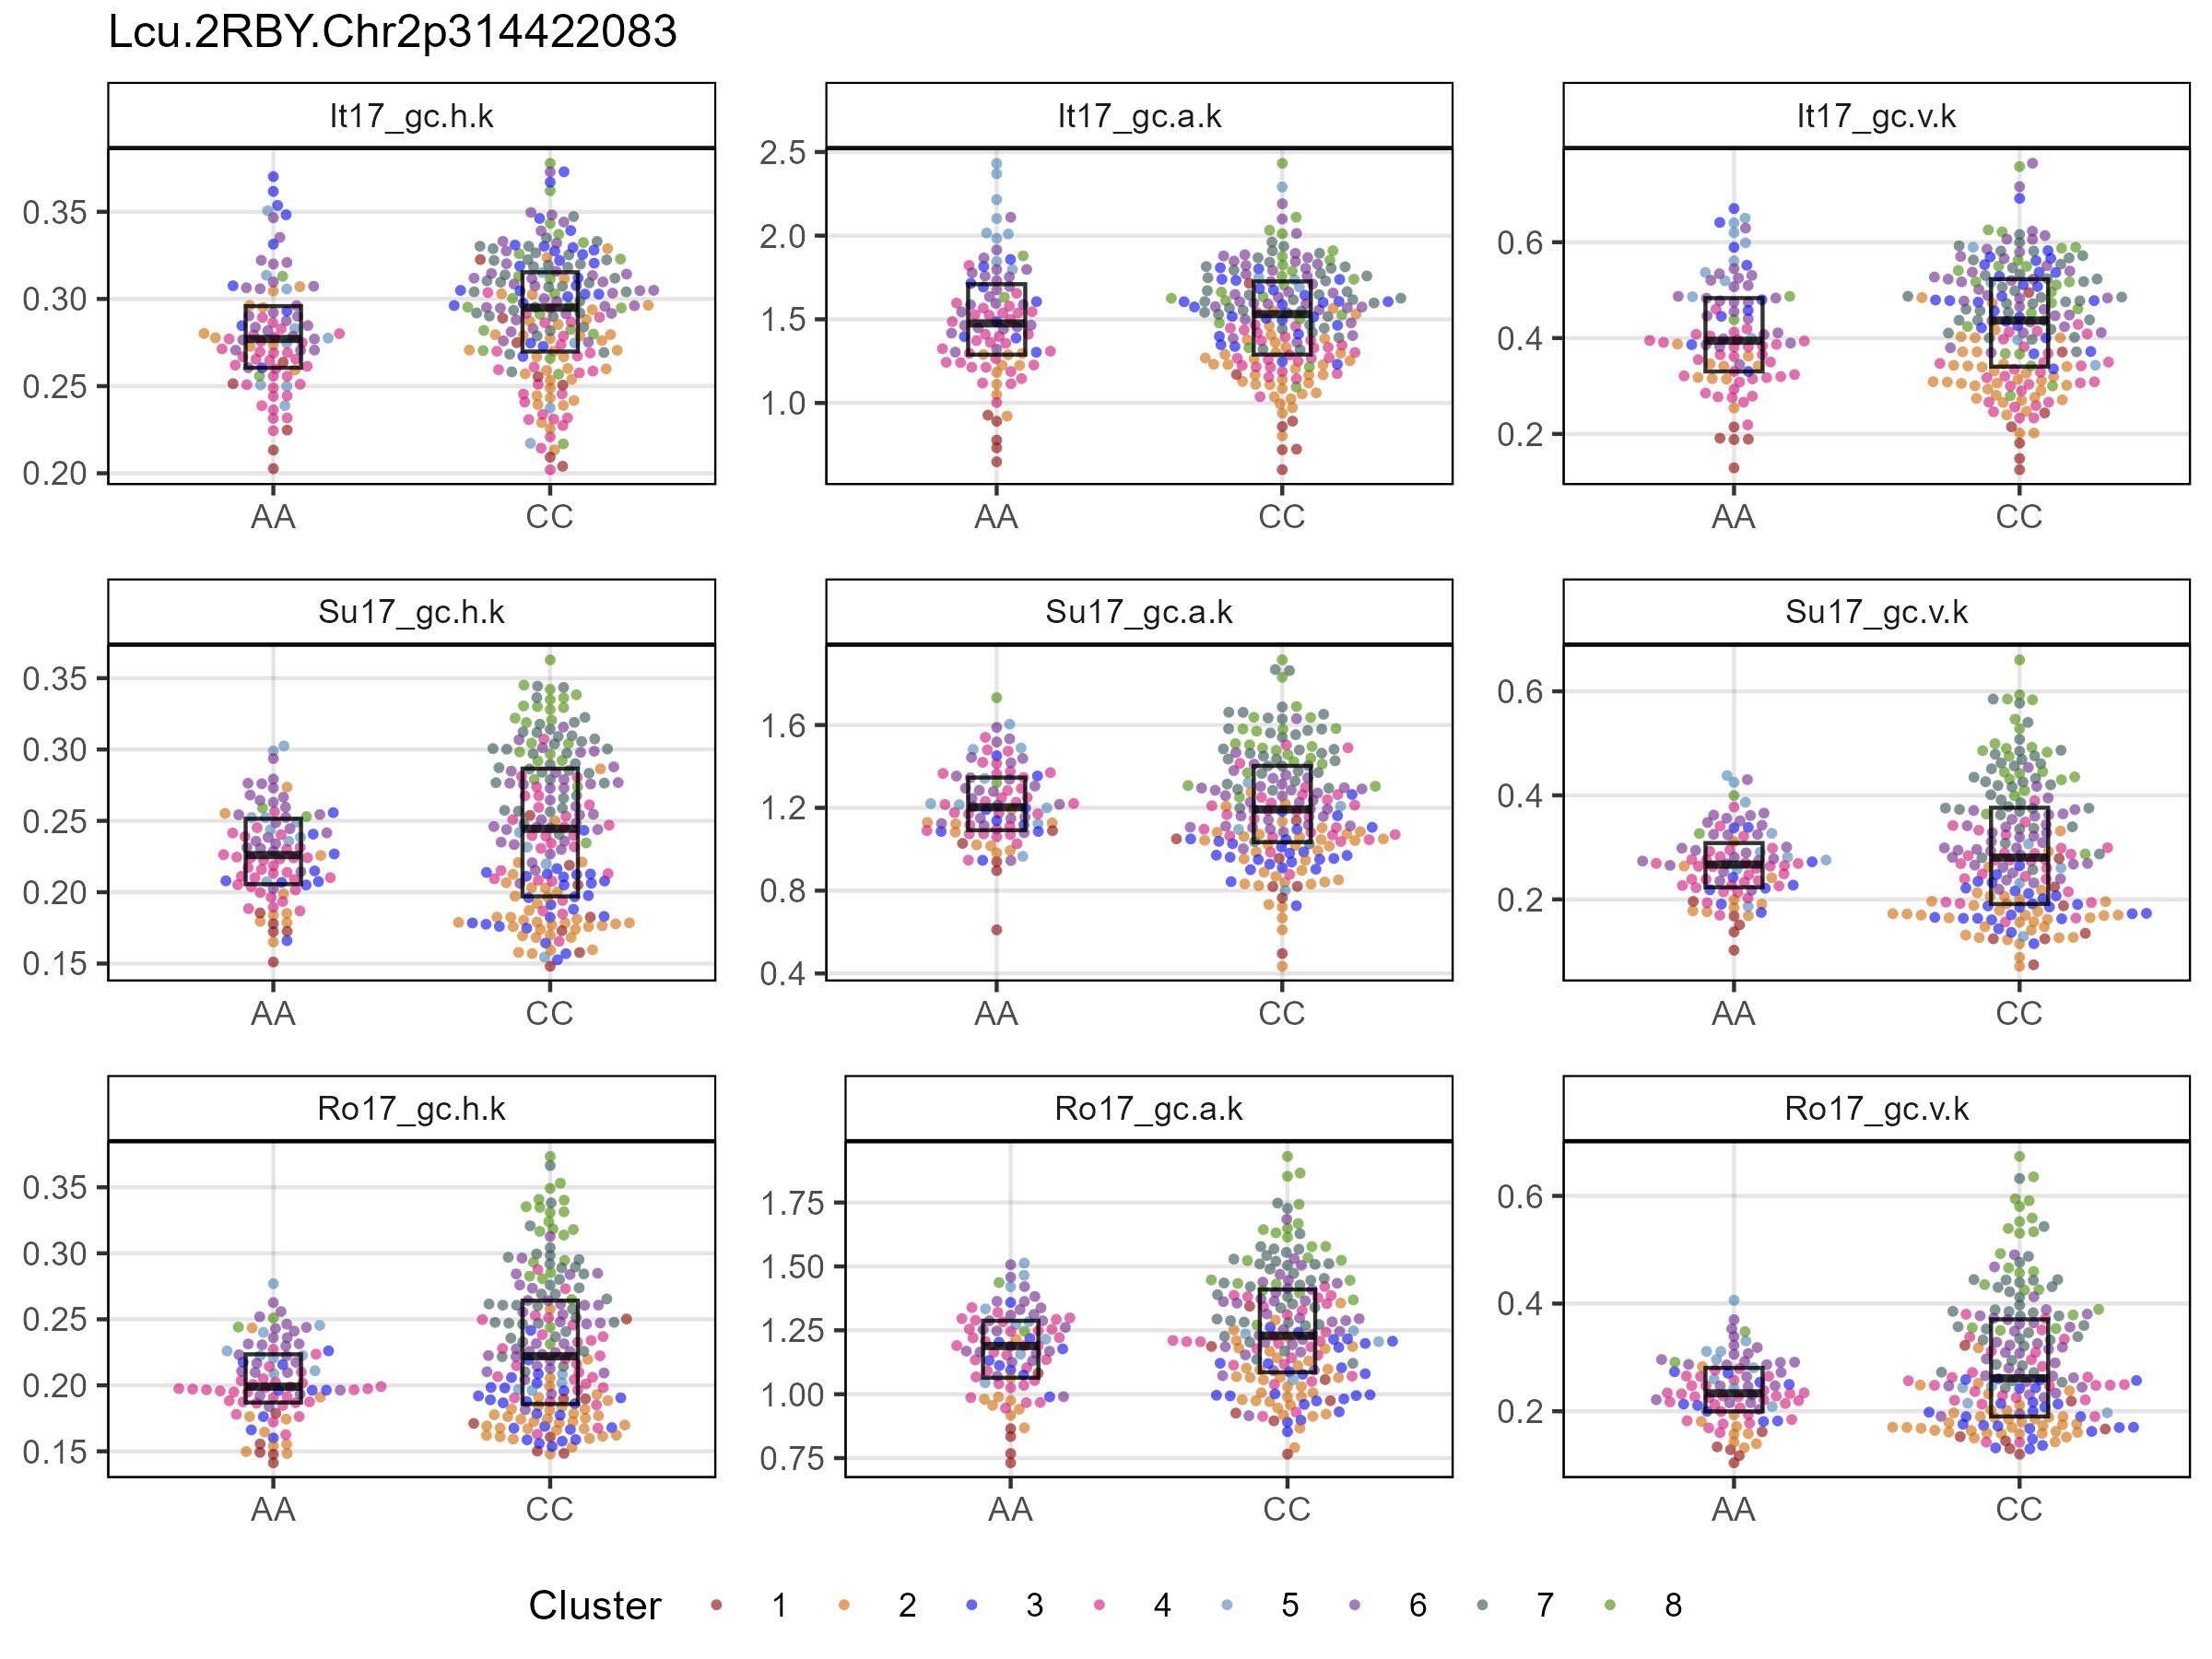 Lcu.2RBY.Chr2p314422083
It17_gc.h.k
It17_gc.a.k
It17_gc.v.k
0.35
0.30
0.25
0.20
AA CC
2.5
2.0
1.5
1.0
AA CC
0.6
0.4
0.2
AA CC
Su17_gc.h.k
Su17_gc.a.k
Su17_gc.v.k
0.35
0.30
0.25
0.20
0.15
AA CC
1.6
1.2
0.8
0.4
AA CC
0.6
0.4
0.2
AA CC
Ro17_gc.h.k
Ro17_gc.a.k
Ro17_gc.v.k
0.35
0.30
0.25
0.20
0.15
AA CC
1.75
1.50
1.25
1.00
0.75
AA CC
0.6
0.4
0.2
AA CC
Cluster 1 2 3 4 5 6 7 8